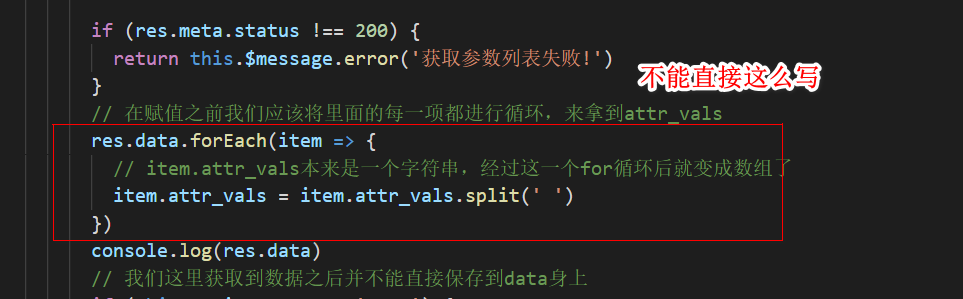 if (res.meta.status !== 200) {
return this.$message.error('获取参数列表失败!')
}
不能直接这么写
// 在赋值之前我们应该将里面的每一项都进行循环，来拿到attr_vals
res.data.forEach(item => {
// item.attr_vals本来是一个字符串，经过这一个for循环后就变成数组了
item.attr_vals = item.attr_vals.split(' ')
})
console.log(res.data)
// 我们这里获取到数据之后并不能直接保存到data身上